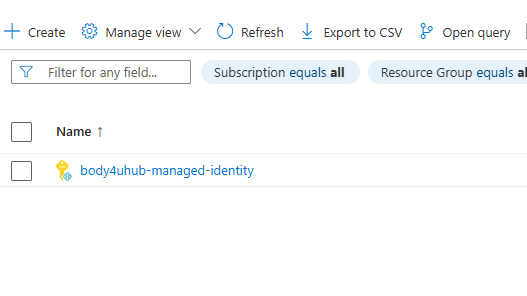 Create Manage view Refresh Export to CSV Open query
Filter for any field... Subscription equals all Resource Group equals al
Name ↑
body4uhub-managed-identity